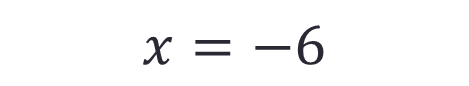 x = −6